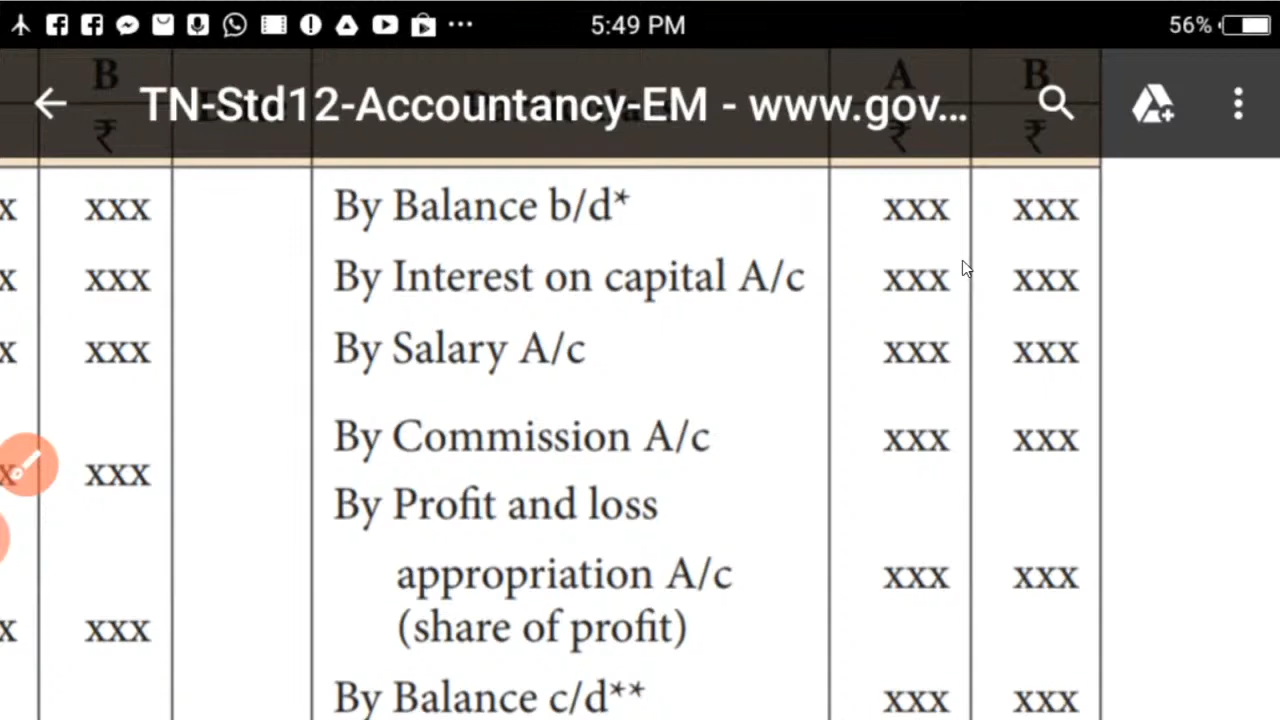 5:49 PM 56%
B A B
TN-Std12-Accountancy-EM - www.gov...
₹ ₹ ₹
x xxx By Balance b/d* xxx xxx
x xxx By Interest on capital A/c xxx xxx
x xxx By Salary A/c xxx xxx
By Commission A/c xxx xxx
x xxx
By Profit and loss
appropriation A/c xxx xxx
x xxx (share of profit)
By Balance c/d** xxx xxx